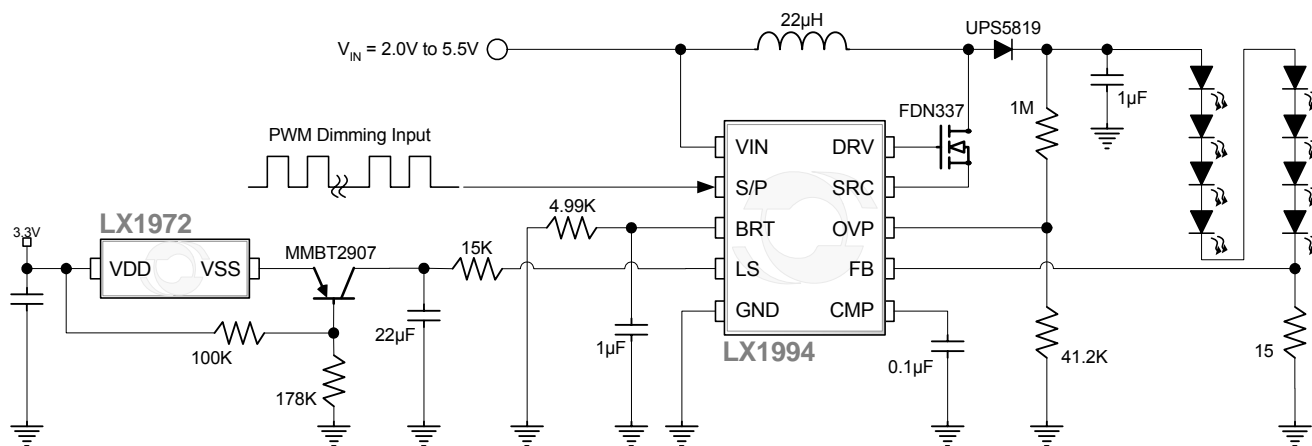 22µH
UPS5819
V_IN = 2.0V to 5.5V
1µF
1M
FDN337
PWM Dimming Input
VIN
DRV
S/P
SRC
4.99K
LX1972
BRT
OVP
3.3V
MMBT2907
15K
VDD
VSS
LS
FB
GND
CMP
22µF
1µF
LX1994
100K
0.1µF
41.2K
15
178K